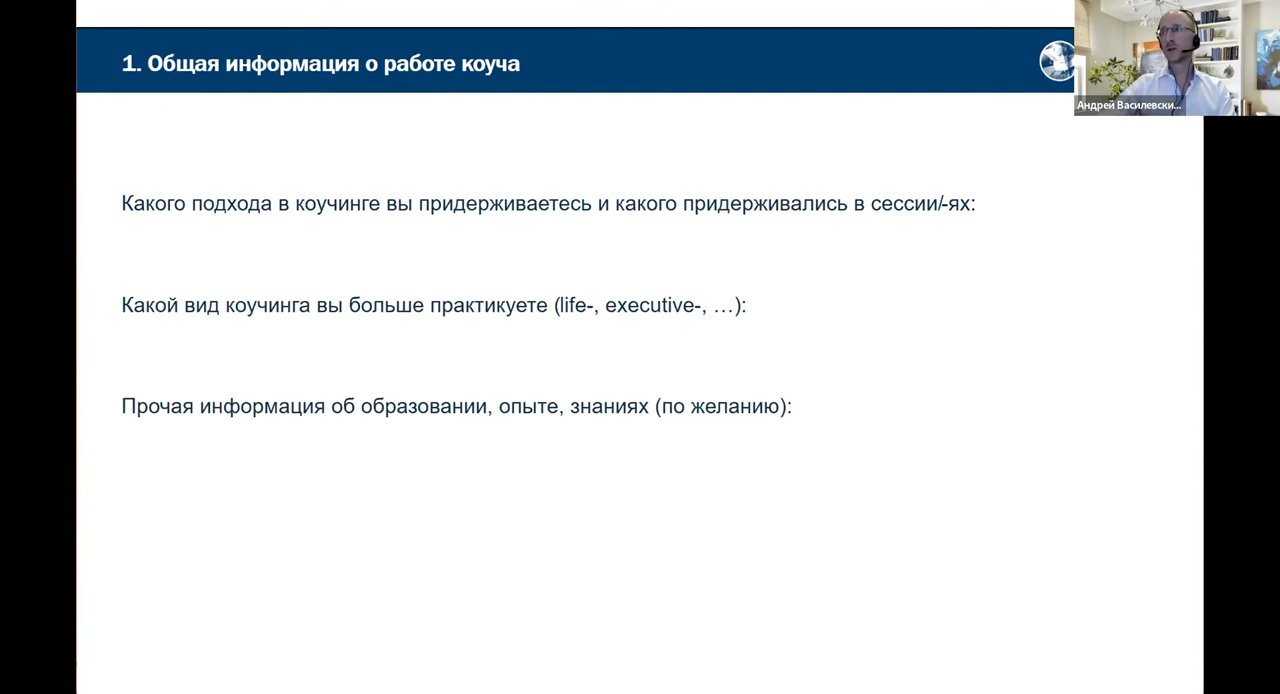 1. Общая информация о работе коуча
Андрей Василевски...
Какого подхода в коучинге вы придерживаетесь и какого придерживались в сессии/-ях:
Какой вид коучинга вы больше практикуете (life-, executive-, …):
Прочая информация об образовании, опыте, знаниях (по желанию):